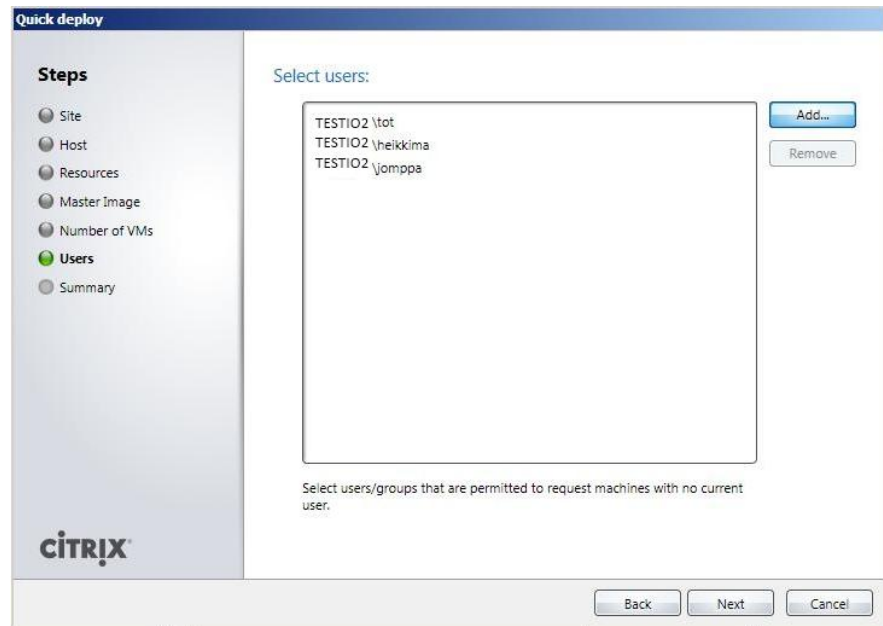 Quick deploy
Steps
Site
Host
Resources
Master Image
Number of VMs
Users
Summary
CITRIX
Select users:
TESTIO2 \tot
TESTIO2 \heikkima
TESTIO2 \jomppa
Add...
Remove
Select users/groups that are permitted to request machines with no current
user.
Back
Next
Cancel